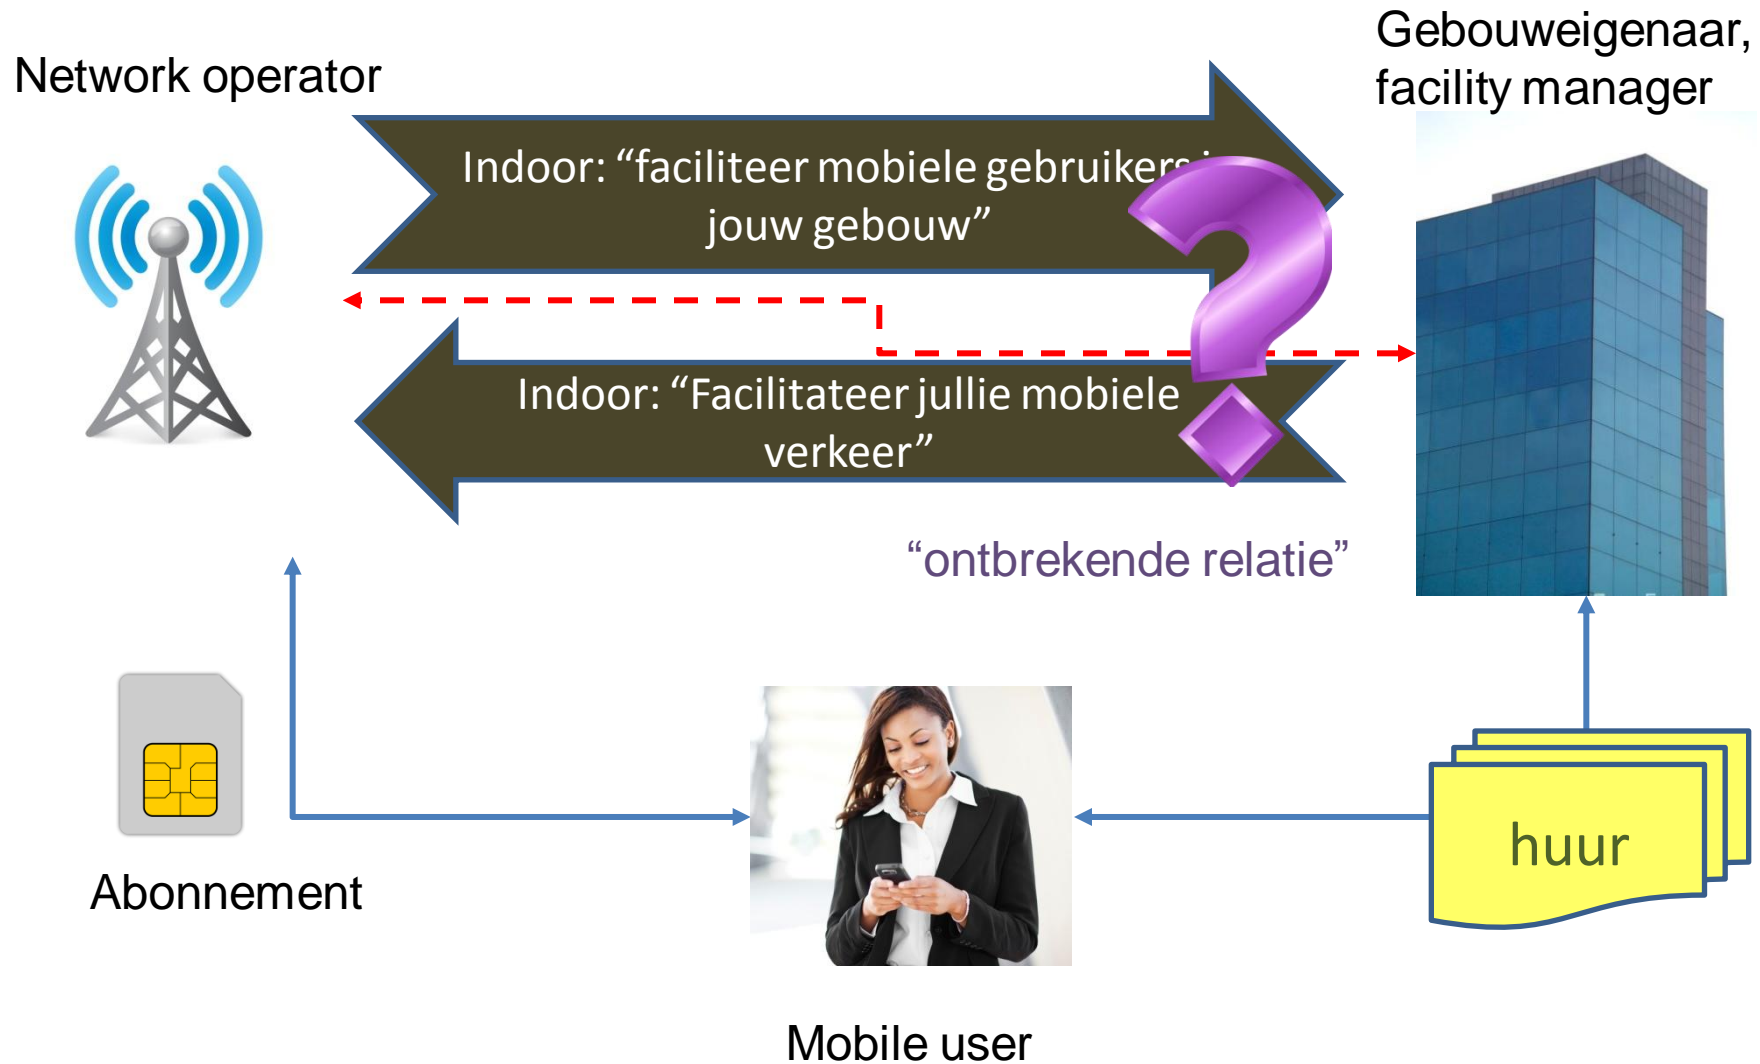 Network operator
Gebouweigenaar,
facility manager
Indoor: “faciliteer mobiele gebruikers
jouw gebouw”
Indoor: “Facilitateer jullie mobiele
verkeer”
“ontbrekende relatie”
Abonnement
huur
Mobile user